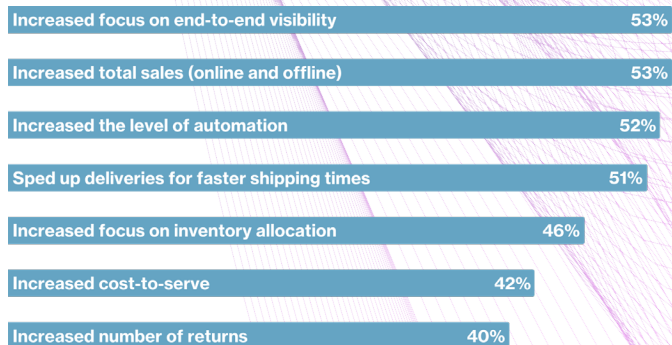 Increased focus on end-to-end visibility 53%
Increased total sales (online and offline) 53%
Increased the level of automation 52%
Sped up deliveries for faster shipping times 51%
Increased focus on inventory allocation 46%
Increased cost-to-serve 42%
Increased number of returns 40%